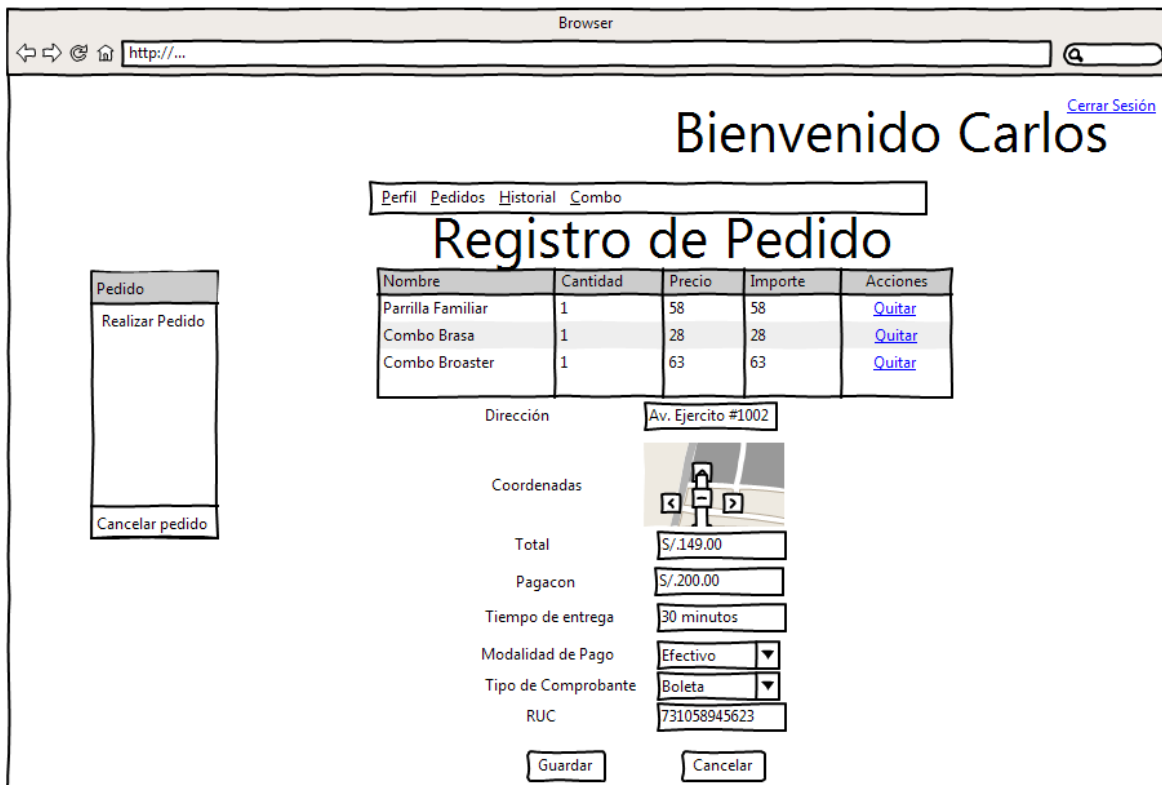 Browser
http://...
Cerrar Sesión
Bienvenido Carlos
Perfil Pedidos Historial Combo
Registro de Pedido
Pedido
Realizar Pedido
Cancelar pedido
Nombre Cantidad Precio Importe Acciones
Parrilla Familiar 1 58 58 Quitar
Combo Brasa 1 28 28 Quitar
Combo Broaster 1 63 63 Quitar
Dirección Av. Ejercito #1002
Coordenadas
Total S/.149.00
Pagacon S/.200.00
Tiempo de entrega 30 minutos
Modalidad de Pago Efectivo
Tipo de Comprobante Boleta
RUC 731058945623
Guardar Cancelar